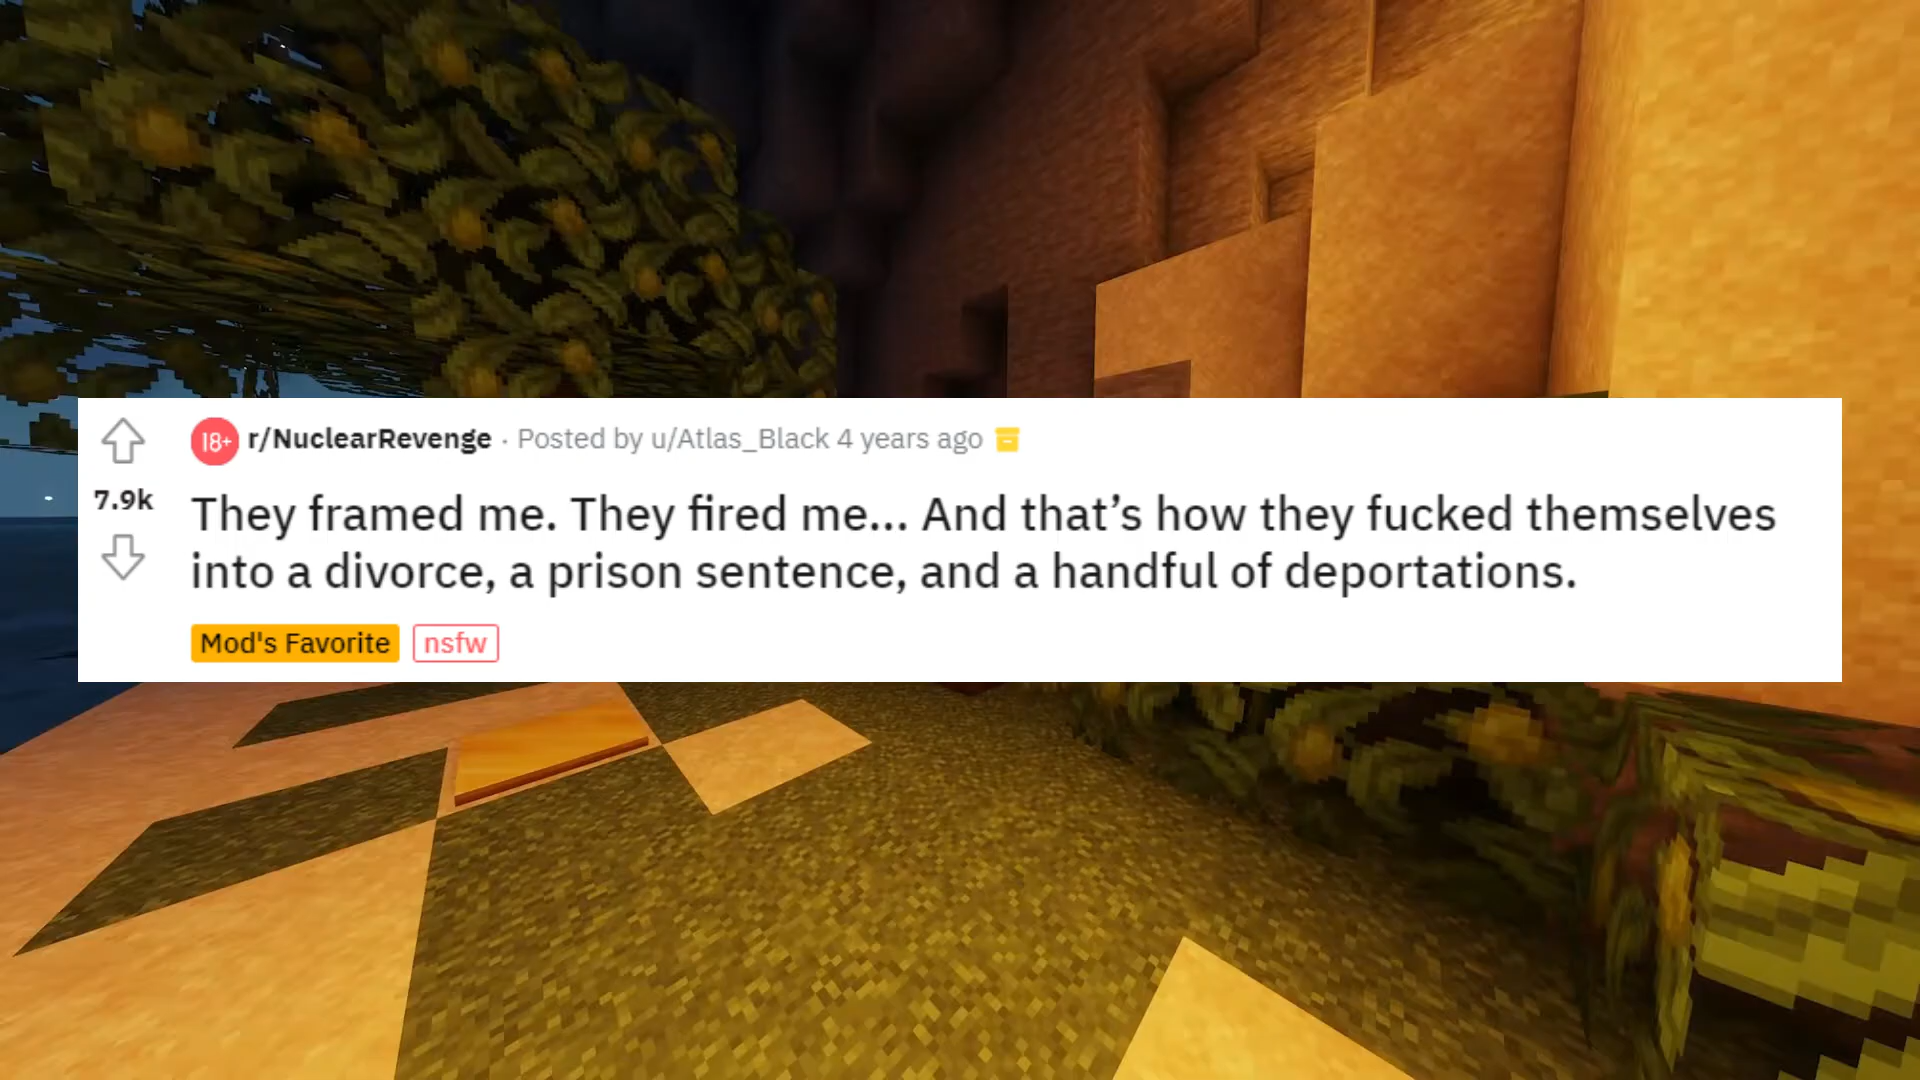 18+ r/NuclearRevenge · Posted by u/Atlas_Black 4 years ago
7.9k
They framed me. They fired me... And that’s how they fucked themselves
into a divorce, a prison sentence, and a handful of deportations.
Mod's Favorite nsfw